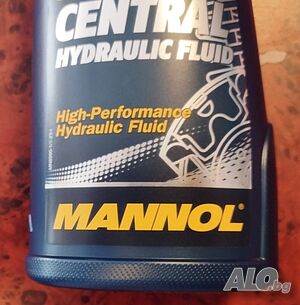 CENTRAL
HYDRAULIC FLUID
High-Performance
Hydraulic Fluid
MANNOL
ALO.bg